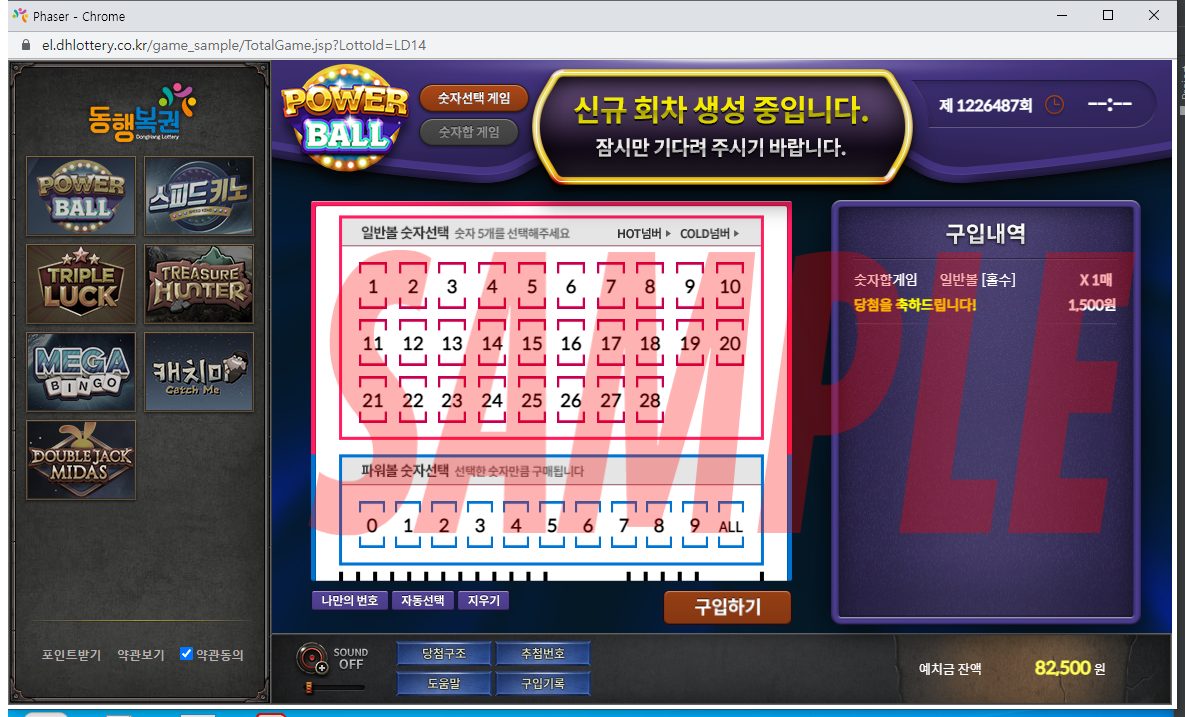 Phaser - Chrome
el.dhlottery.co.kr/game_sample/TotalGame.jsp?LottoId=LD14
동행복권
DongHang Lottery
POWER
BALL
스피드키노
SPEED KENO
TRIPLE
LUCK
TREASURE
HUNTER
MEGA
BINGO
캐치미
Catch Me
DOUBLE JACK
MIDAS
포인트받기 약관보기 약관동의
POWER
BALL
숫자선택 게임
숫자합 게임
신규 회차 생성 중입니다.
잠시만 기다려 주시기 바랍니다.
제 1226487회 --:--
일반볼 숫자선택 숫자 5개를 선택해주세요 HOT넘버 COLD넘버
1 2 3 4 5 6 7 8 9 10
11 12 13 14 15 16 17 18 19 20
21 22 23 24 25 26 27 28
파워볼 숫자선택 선택한 숫자만큼 구매됩니다
0 1 2 3 4 5 6 7 8 9 ALL
나만의 번호 자동선택 지우기
구입하기
구입내역
숫자합게임 일반볼 [홀수] X 1매
당첨을 축하드립니다! 1,500원
SAMPLE
SOUND
OFF
당첨구조 추첨번호
도움말 구입기록
예치금 잔액 82,500 원